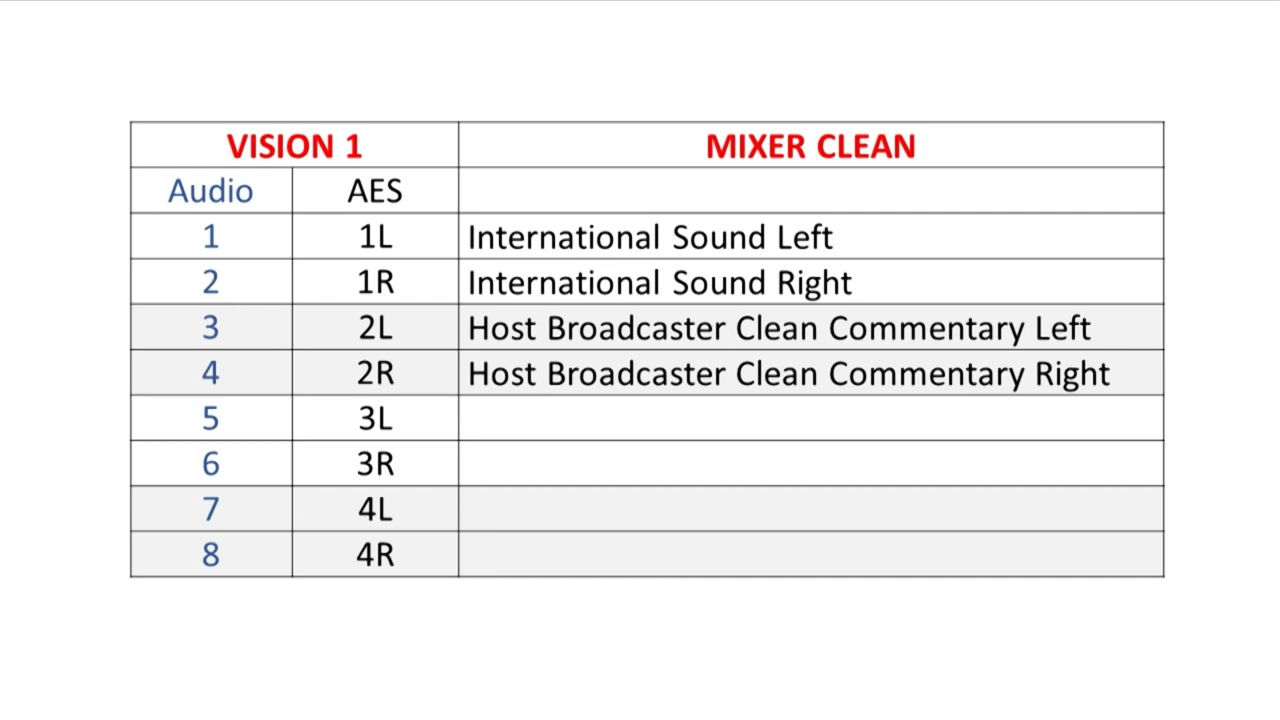 VISION 1 MIXER CLEAN
Audio AES
1 1L International Sound Left
2 1R International Sound Right
3 2L Host Broadcaster Clean Commentary Left
4 2R Host Broadcaster Clean Commentary Right
5 3L
6 3R
7 4L
8 4R